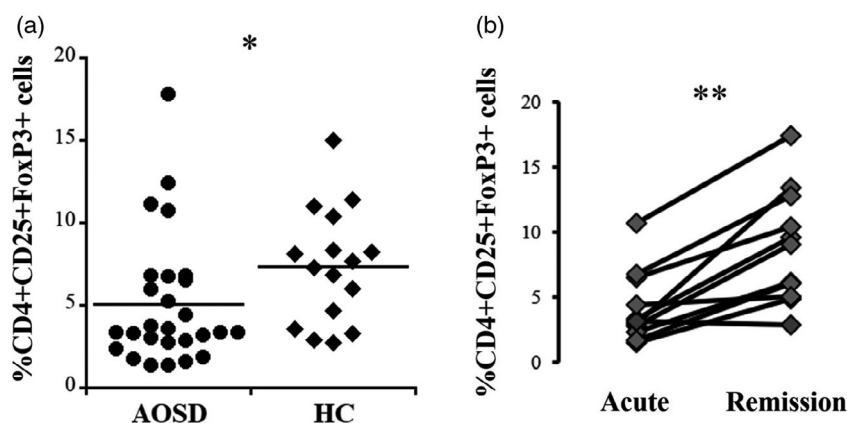 (a)
*
%CD4+CD25+FoxP3+ cells
20
15
10
5
0
AOSD HC
(b)
**
%CD4+CD25+FoxP3+ cells
20
15
10
5
0
Acute Remission